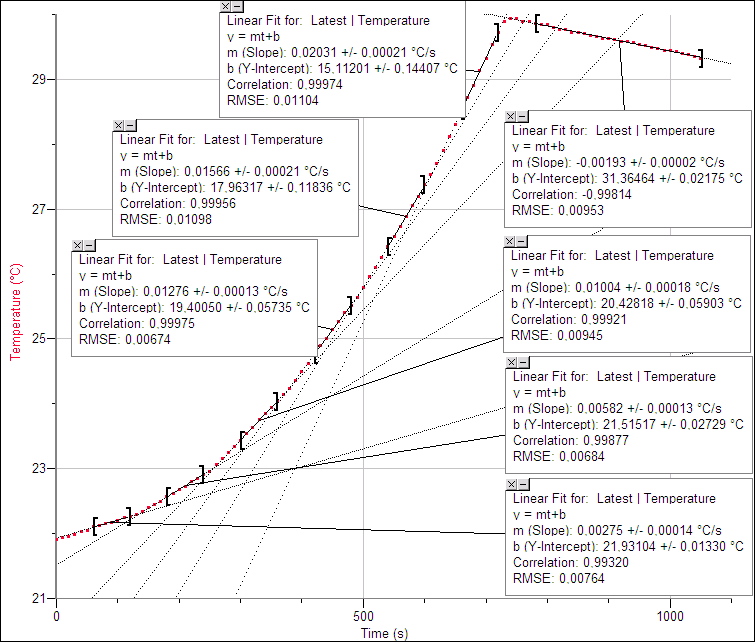 Linear Fit for: Latest | Temperature
y = mt+b
m (Slope): 0,02031 +/- 0,00021 °C/s
b (Y-Intercept): 15,11201 +/- 0,14407 °C
Correlation: 0,99974
RMSE: 0,01104
Linear Fit for: Latest | Temperature
y = mt+b
m (Slope): 0,01566 +/- 0,00021 °C/s
b (Y-Intercept): 17,96317 +/- 0,11836 °C
Correlation: 0,99956
RMSE: 0,01098
Linear Fit for: Latest | Temperature
y = mt+b
m (Slope): 0,01276 +/- 0,00013 °C/s
b (Y-Intercept): 19,40050 +/- 0,05735 °C
Correlation: 0,99975
RMSE: 0,00674
Linear Fit for: Latest | Temperature
y = mt+b
m (Slope): -0,00193 +/- 0,00002 °C/s
b (Y-Intercept): 31,36464 +/- 0,02175 °C
Correlation: -0,99814
RMSE: 0,00953
Linear Fit for: Latest | Temperature
y = mt+b
m (Slope): 0,01004 +/- 0,00018 °C/s
b (Y-Intercept): 20,42818 +/- 0,05903 °C
Correlation: 0,99921
RMSE: 0,00945
Linear Fit for: Latest | Temperature
y = mt+b
m (Slope): 0,00582 +/- 0,00013 °C/s
b (Y-Intercept): 21,51517 +/- 0,02729 °C
Correlation: 0,99877
RMSE: 0,00684
Linear Fit for: Latest | Temperature
y = mt+b
m (Slope): 0,00275 +/- 0,00014 °C/s
b (Y-Intercept): 21,93104 +/- 0,01330 °C
Correlation: 0,99320
RMSE: 0,00764
Temperature (°C)
29
27
25
23
21
0
500
1000
Time (s)